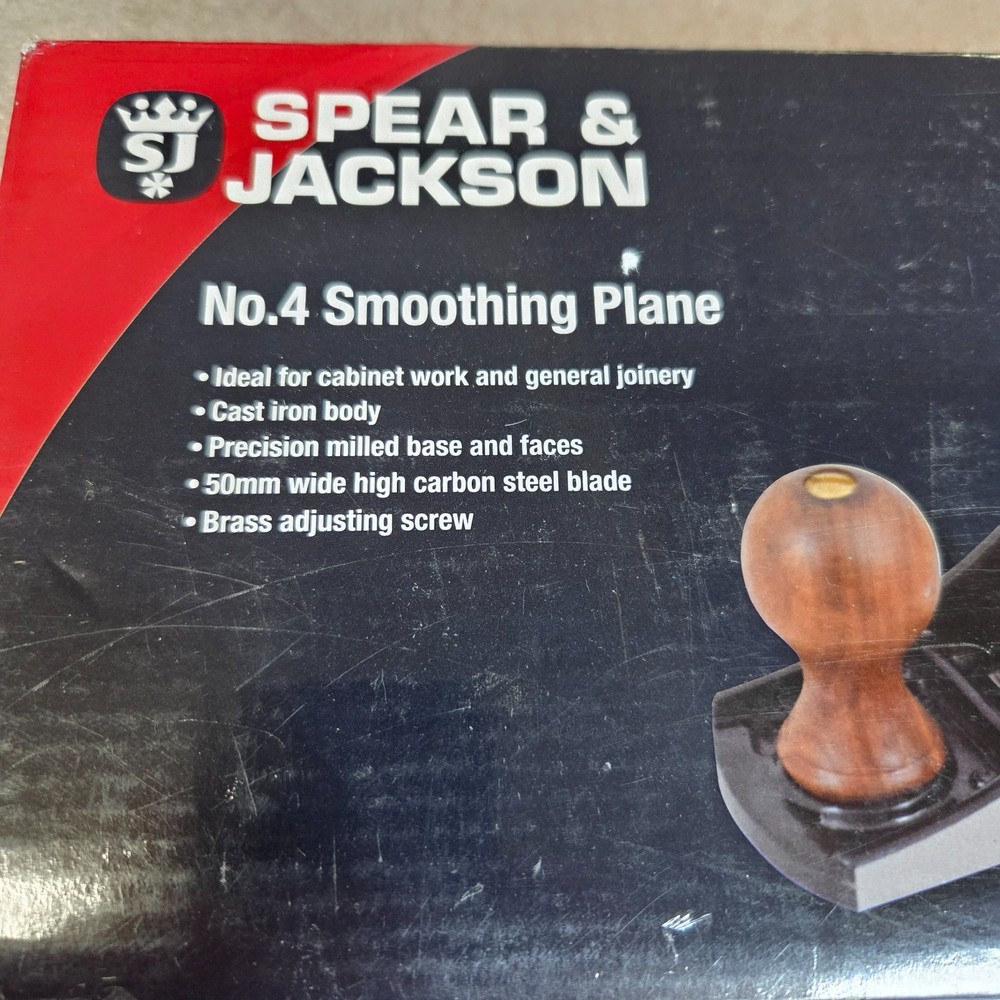 SJ
SPEAR &
JACKSON
No.4 Smoothing Plane
• Ideal for cabinet work and general joinery
• Cast iron body
• Precision milled base and faces
• 50mm wide high carbon steel blade
• Brass adjusting screw